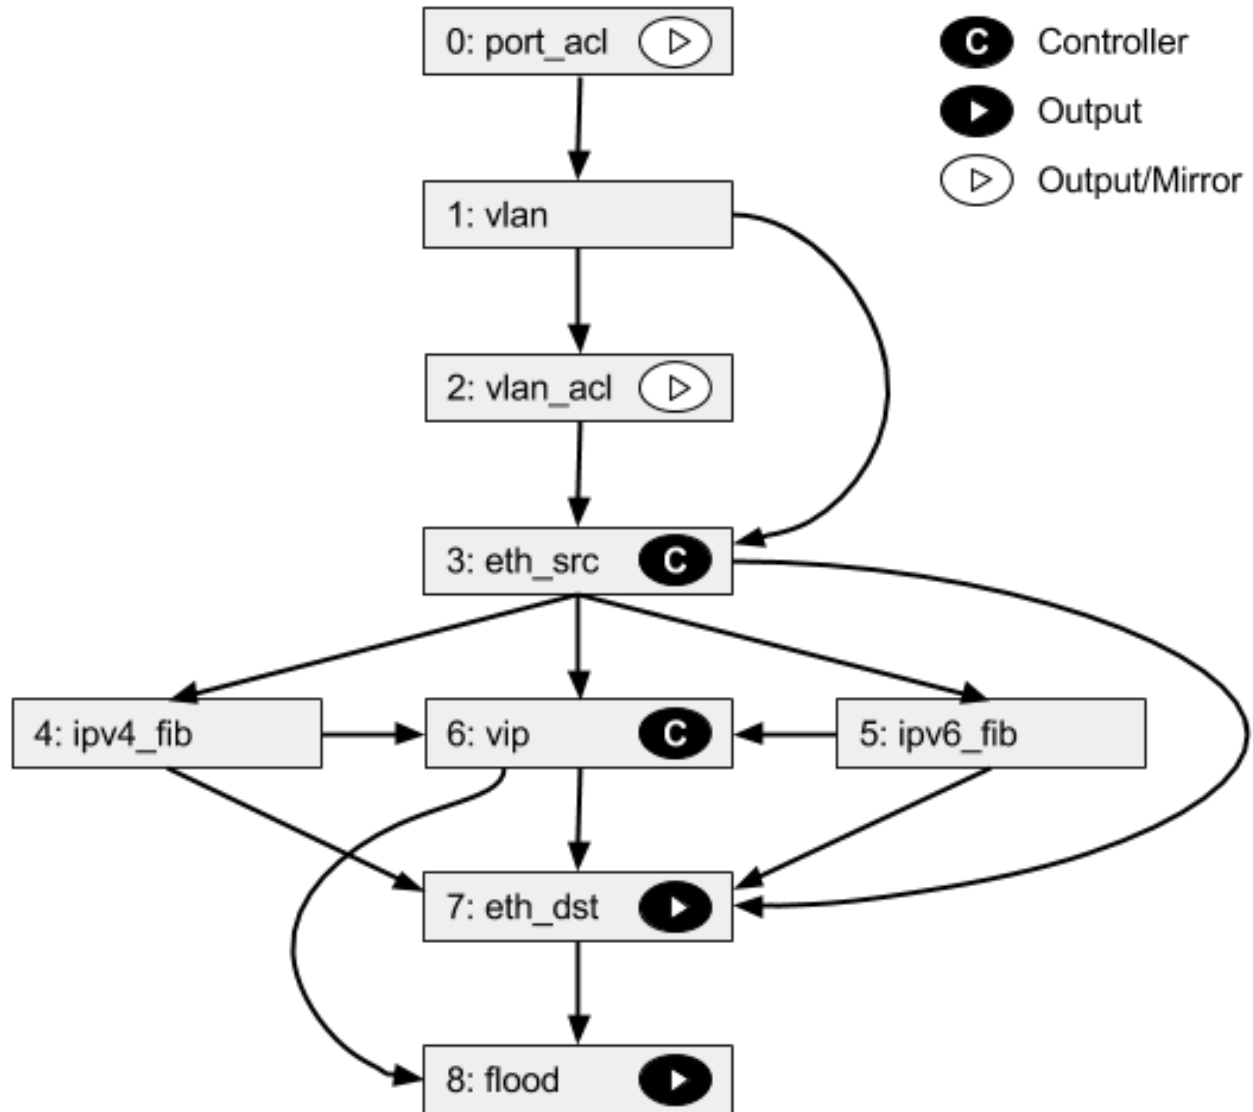 0: port_acl
C Controller
Output
1: vlan
Output/Mirror
2: vlan_acl
3: eth_src C
4: ipv4_fib
6: vip C
5: ipv6_fib
7: eth_dst
8: flood